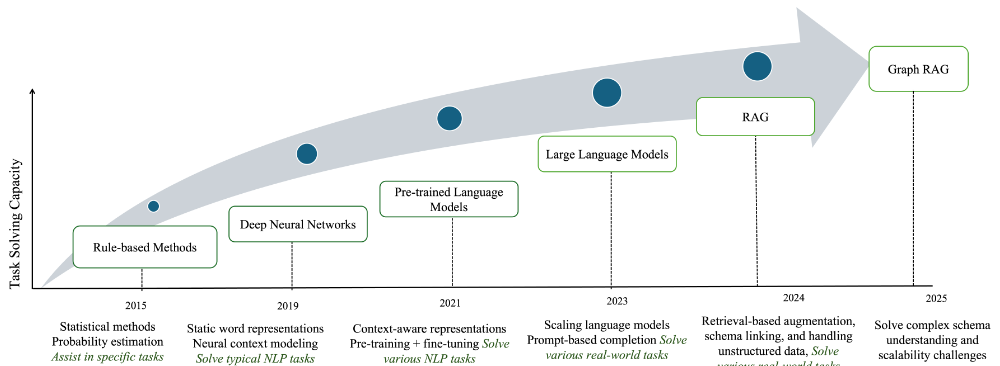 Task Solving Capacity
Rule-based Methods
Deep Neural Networks
Pre-trained Language
Models
Large Language Models
RAG
Graph RAG
2015
2019
2021
2023
2024
2025
Statistical methods
Probability estimation
Assist in specific tasks
Static word representations
Neural context modeling
Solve typical NLP tasks
Context-aware representations
Pre-training + fine-tuning Solve
various NLP tasks
Scaling language models
Prompt-based completion Solve
various real-world tasks
Retrieval-based augmentation,
schema linking, and handling
unstructured data, Solve
various real-world tasks
Solve complex schema
understanding and
scalability challenges